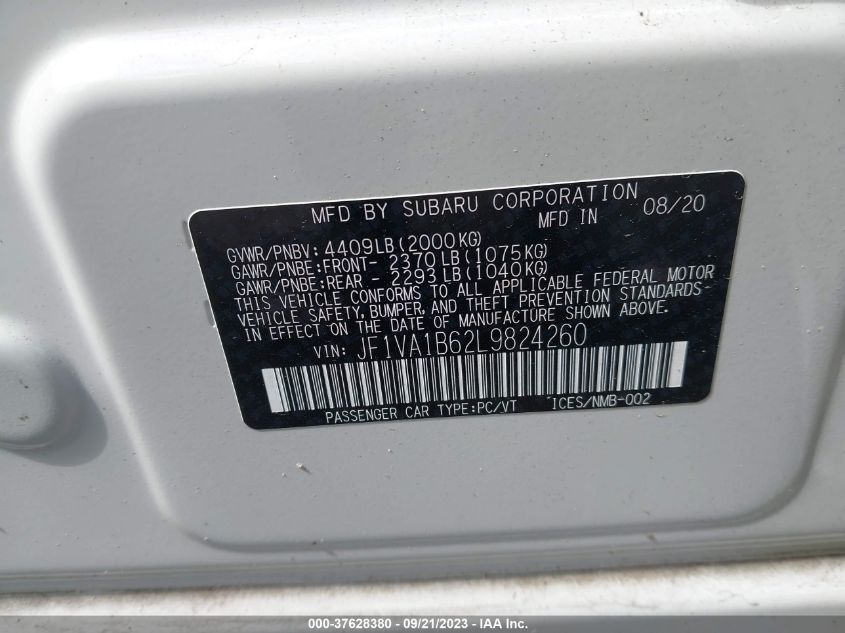 MFD BY SUBARU CORPORATION
MFD IN 08/20
GVWR/PNBV: 4409LB(2000KG)
GAWR/PNBE:FRONT- 2370LB(1075KG)
GAWR/PNBE:REAR - 2293LB(1040KG)
THIS VEHICLE CONFORMS TO ALL APPLICABLE FEDERAL MOTOR
VEHICLE SAFETY, BUMPER, AND THEFT PREVENTION STANDARDS
IN EFFECT ON THE DATE OF MANUFACTURE SHOWN ABOVE.
VIN: JF1VA1B62L9824260
PASSENGER CAR TYPE:PC/VT ICES/NMB-002
000-37628380 - 09/21/2023 - IAA Inc.